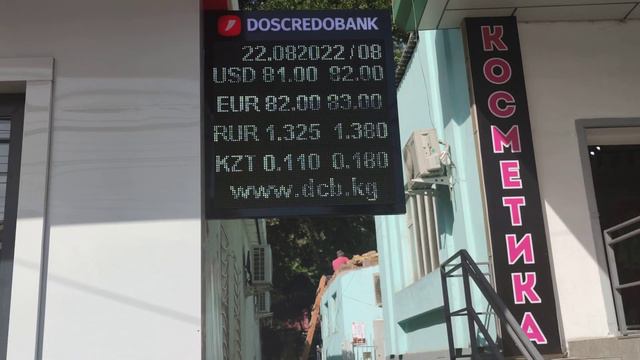 DOSCREDOBANK
22.082022/08
USD 81.00 82.00
EUR 82.00 83.00
RUR 1.325 1.380
KZT 0.110 0.180
www.dcb.kg
КОСМЕТИКА